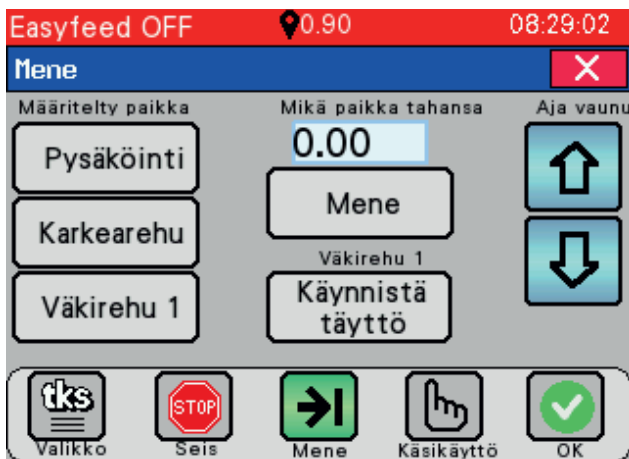 Easyfeed OFF 0.90 08:29:02
Mene
Määritelty paikka
Mikä paikka tahansa
Aja vaunu
Pysäköinti
0.00
Karkearehu
Mene
Väkirehu 1
Väkirehu 1
Käynnistä
täyttö
tks
STOP
Valikko
Seis
Mene
Käsikäyttö
OK